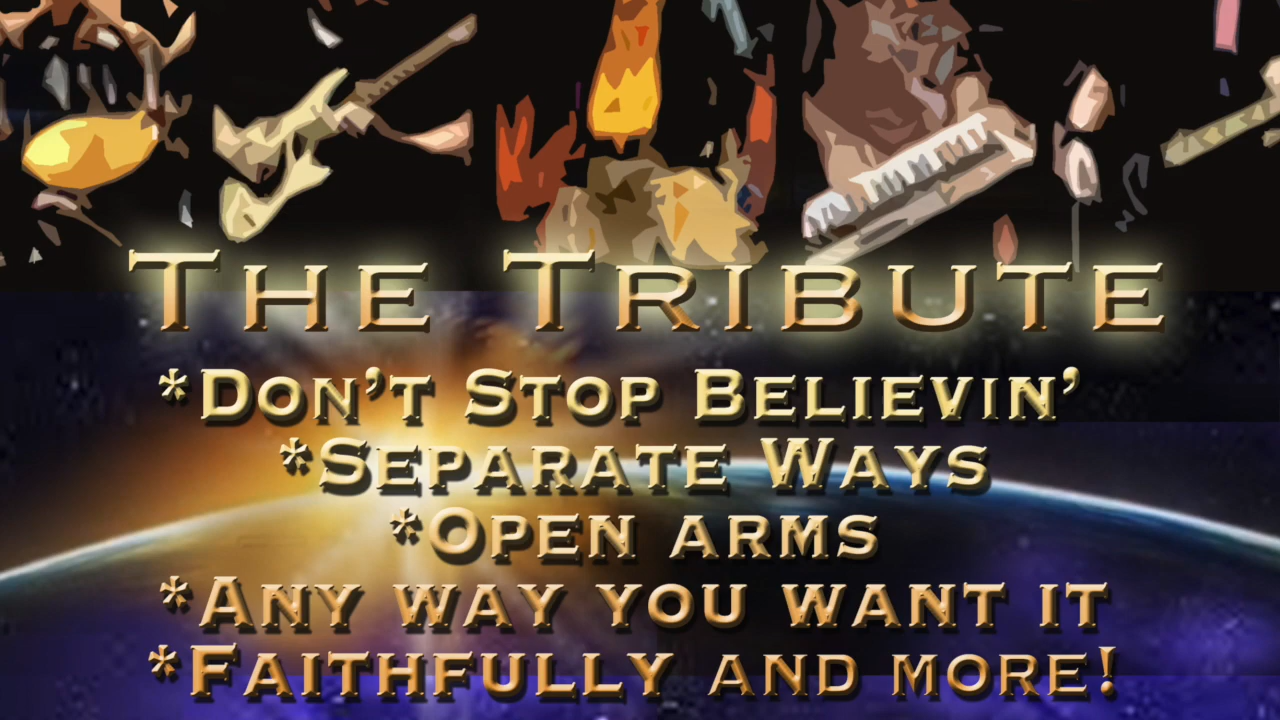 The Tribute
*Don't Stop Believin'
*Separate Ways
*Open arms
*Any way you want it
*Faithfully and more!